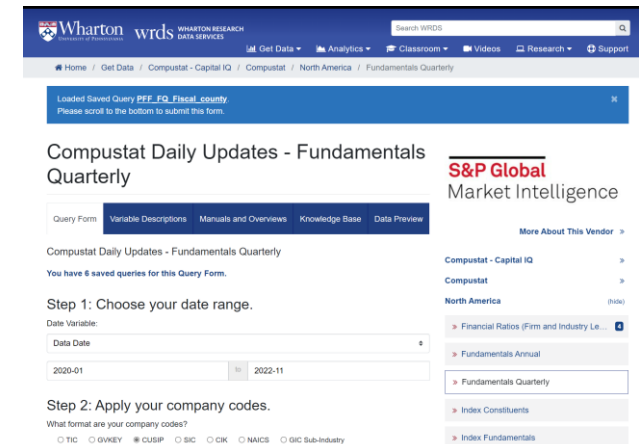 Wharton wrds WHARTON RESEARCH
DATA SERVICES
Search WRDS
Get Data Analytics Classroom Videos Research Support
Home / Get Data / Compustat - Capital IQ / Compustat / North America / Fundamentals Quarterly
Loaded Saved Query PFF_FQ_Fiscal_county.
Please scroll to the bottom to submit this form.
×
Compustat Daily Updates - Fundamentals
Quarterly
Query Form Variable Descriptions Manuals and Overviews Knowledge Base Data Preview
Compustat Daily Updates - Fundamentals Quarterly
You have 6 saved queries for this Query Form.
Step 1: Choose your date range.
Date Variable:
Data Date
2020-01 to 2022-11
Step 2: Apply your company codes.
What format are your company codes?
TIC GVKEY CUSIP SIC CIK NAICS GIC Sub-Industry
S&P Global
Market Intelligence
More About This Vendor »
Compustat - Capital IQ »
Compustat »
North America (hide)
» Financial Ratios (Firm and Industry Le... 4
» Fundamentals Annual
» Fundamentals Quarterly
» Index Constituents
» Index Fundamentals